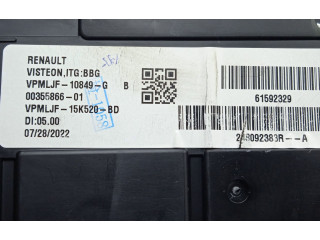 RENAULT
VISTEON,ITG:BBG
VPMLJF-10849-G B
00355866-01
VPMLJF-15K520-BD
DI:05.00
07/28/2022
61592329
248092383R--A